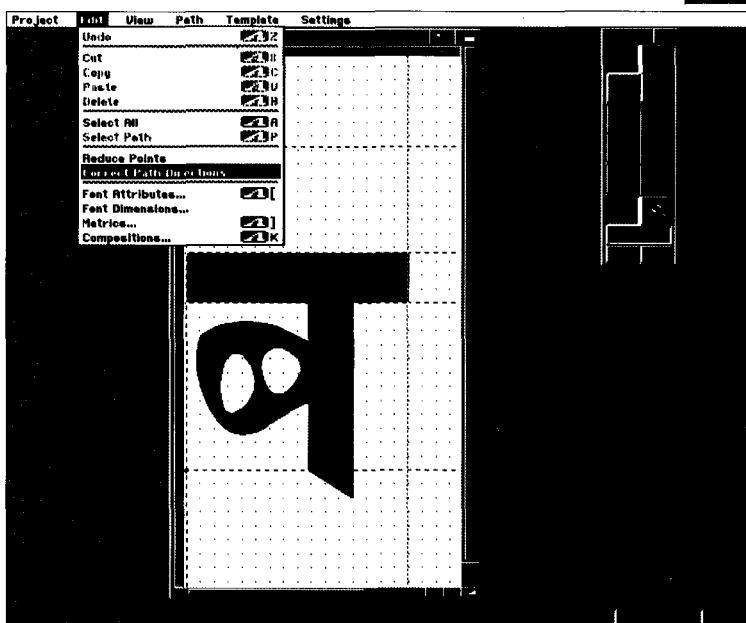 Project Edit View Path Template Settings
Undo Z
Cut X
Copy C
Paste V
Delete
Select All A
Select Path P
Reduce Points
Correct Path Directions
Font Attributes... [
Font Dimensions...
Metrics... ]
Compositions... K